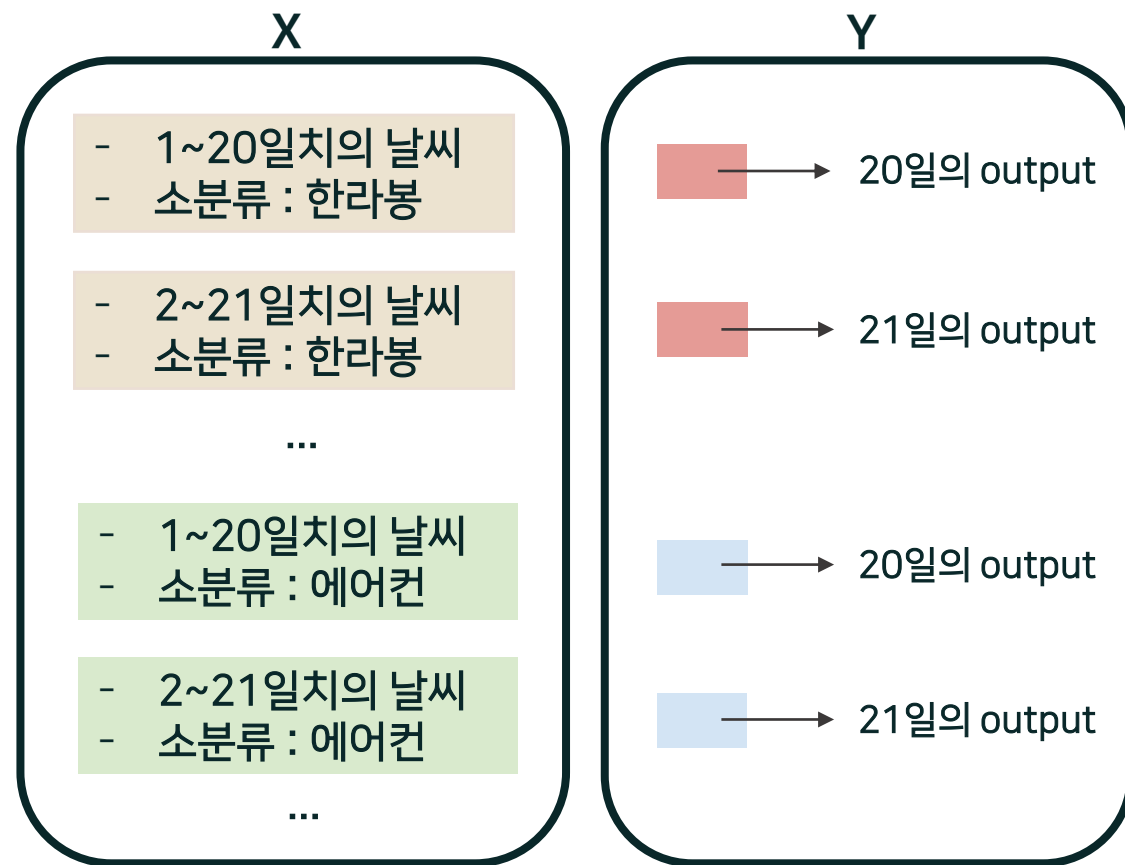 X
- 1~20일치의 날씨
- 소분류 : 한라봉
- 2~21일치의 날씨
- 소분류 : 한라봉
...
- 1~20일치의 날씨
- 소분류 : 에어컨
- 2~21일치의 날씨
- 소분류 : 에어컨
...
Y
20일의 output
21일의 output
20일의 output
21일의 output